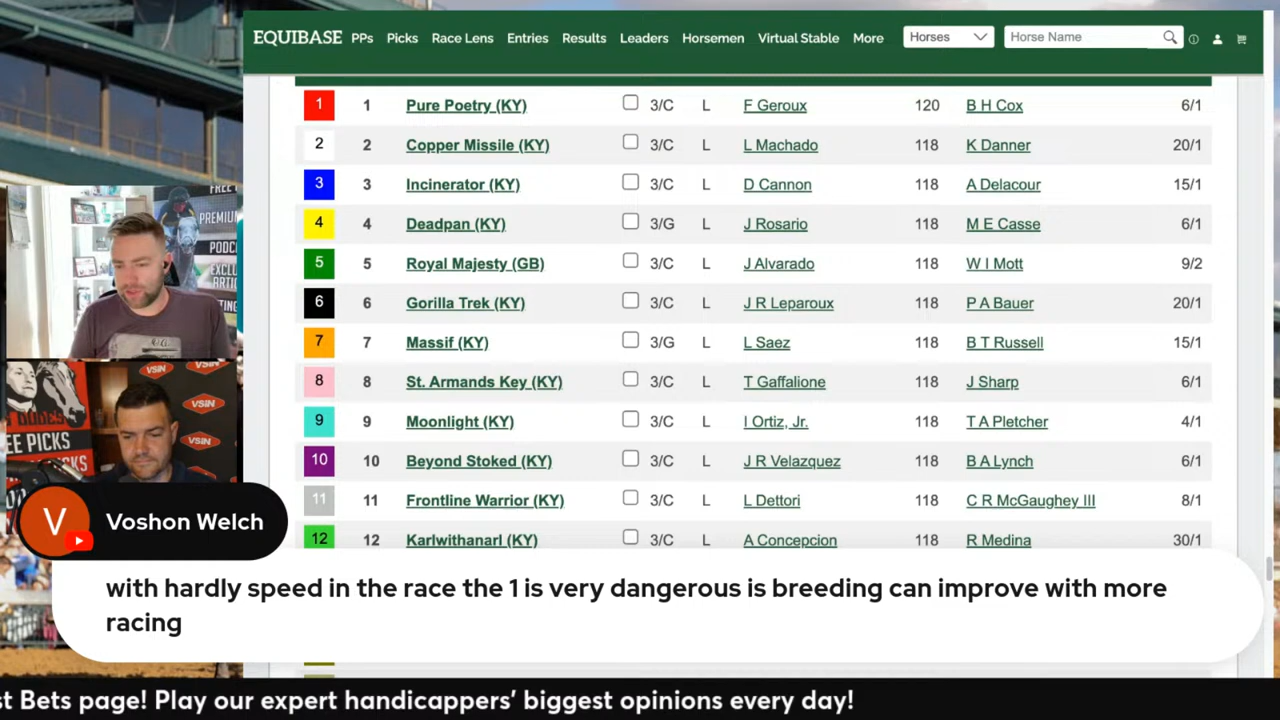 EQUIBASE PPs Picks Race Lens Entries Results Leaders Horsemen Virtual Stable More Horses Horse Name
1 1 Pure Poetry (KY) 3/C L F Geroux 120 B H Cox 6/1
2 2 Copper Missile (KY) 3/C L L Machado 118 K Danner 20/1
3 3 Incinerator (KY) 3/C L D Cannon 118 A Delacour 15/1
4 4 Deadpan (KY) 3/G L J Rosario 118 M E Casse 6/1
5 5 Royal Majesty (GB) 3/C L J Alvarado 118 W I Mott 9/2
6 6 Gorilla Trek (KY) 3/C L J R Leparoux 118 P A Bauer 20/1
7 7 Massif (KY) 3/G L L Saez 118 B T Russell 15/1
8 8 St. Armands Key (KY) 3/C L T Gaffalione 118 J Sharp 6/1
9 9 Moonlight (KY) 3/C L I Ortiz, Jr. 118 T A Pletcher 4/1
10 10 Beyond Stoked (KY) 3/C L J R Velazquez 118 B A Lynch 6/1
11 11 Frontline Warrior (KY) 3/C L L Dettori 118 C R McGaughey III 8/1
12 12 Karlwithanarl (KY) 3/C L A Concepcion 118 R Medina 30/1
PREMIUM
VSiN
VSiN
VSiN
EE PICKS
V Voshon Welch
with hardly speed in the race the 1 is very dangerous is breeding can improve with more
racing
st Bets page! Play our expert handicappers' biggest opinions every day!